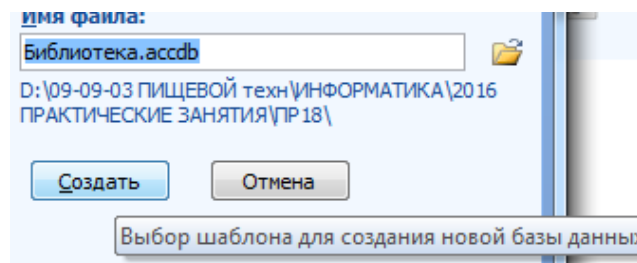 Имя файла:
Библиотека.accdb
D:\09-09-03 ПИЩЕВОЙ техн\ИНФОРМАТИКА\2016
ПРАКТИЧЕСКИЕ ЗАНЯТИЯ\ПР18\
Создать Отмена
Выбор шаблона для создания новой базы данных